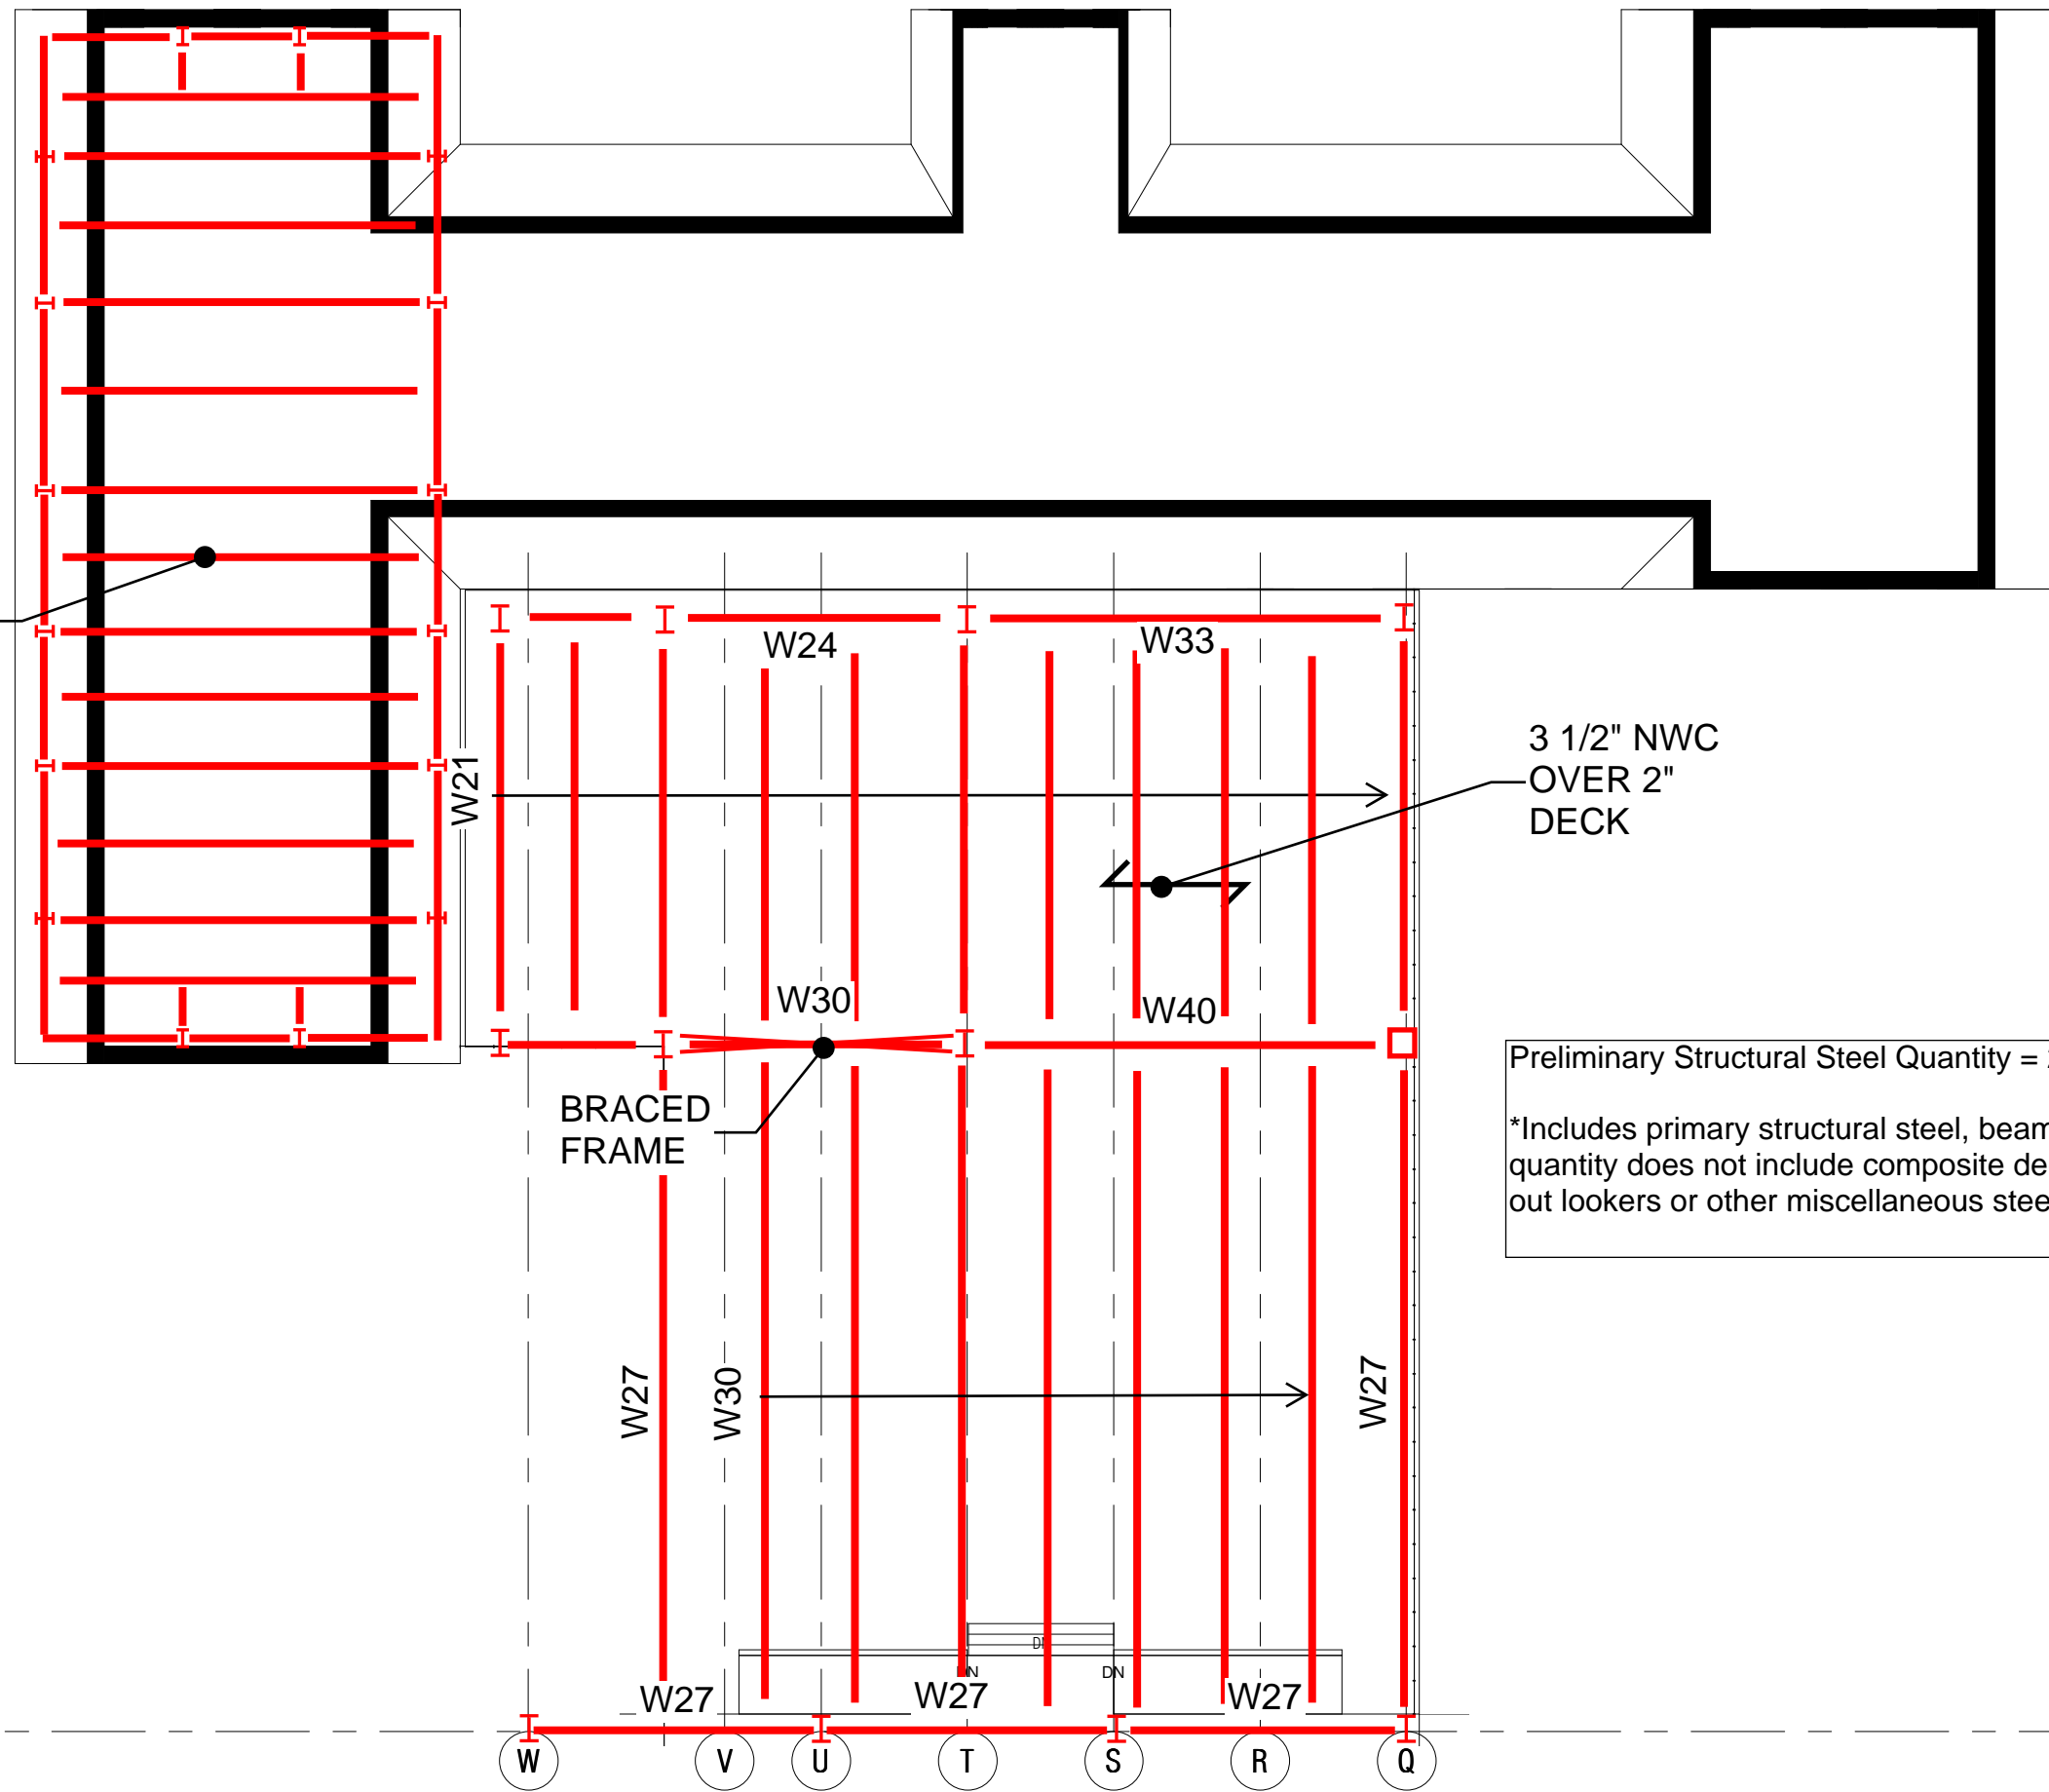 W24
W33
W21
3 1/2" NWC
OVER 2"
DECK
W30
W40
BRACED
FRAME
Preliminary Structural Steel Quantity =
*Includes primary structural steel, beam
quantity does not include composite de
out lookers or other miscellaneous stee
W27
W30
W27
DN
DN
W27
W27
W27
W
V
U
T
S
R
Q